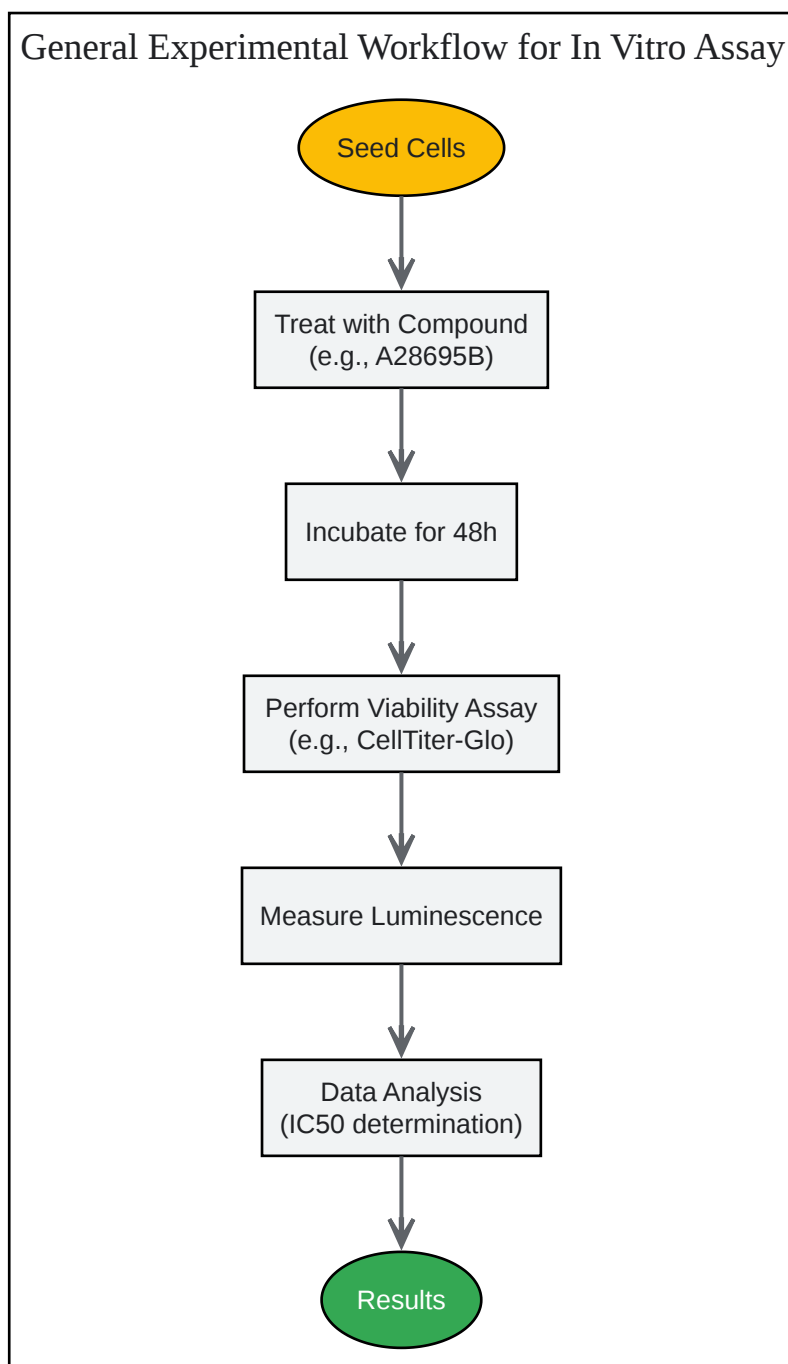 General Experimental Workflow for In Vitro Assay
Seed Cells
Treat with Compound
(e.g., A28695B)
Incubate for 48h
Perform Viability Assay
(e.g., CellTiter-Glo)
Measure Luminescence
Data Analysis
(IC50 determination)
Results